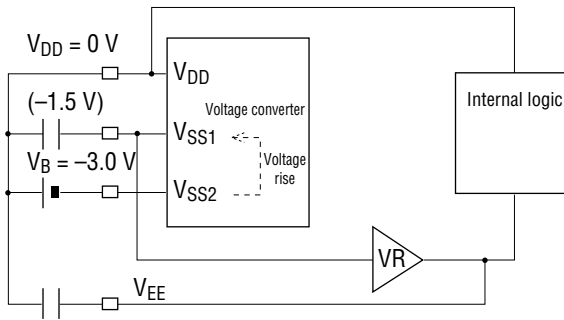 V_DD = 0 V
V_DD
(–1.5 V)
Voltage converter
Internal logic
V_SS1
V_B = –3.0 V
Voltage
rise
V_SS2
VR
V_EE